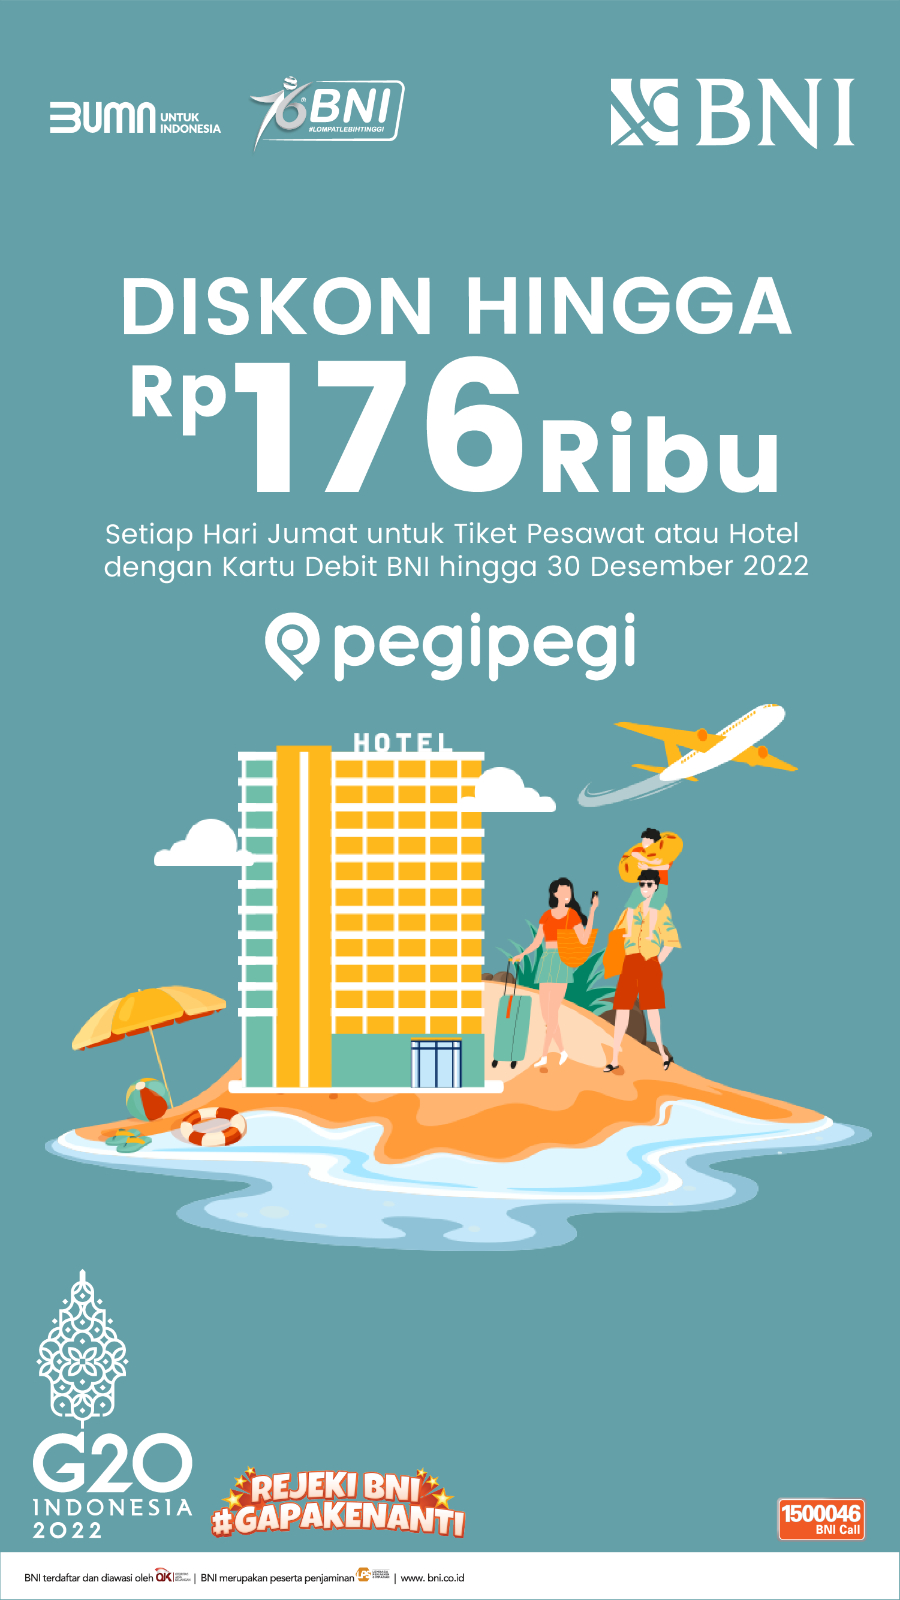 BUMN UNTUK
INDONESIA
76 BNI
#LOMPATLEBIHTINGGI
BNI
DISKON HINGGA
Rp176 Ribu
Setiap Hari Jumat untuk Tiket Pesawat atau Hotel
dengan Kartu Debit BNI hingga 30 Desember 2022
pegipegi
HOTEL
G20
INDONESIA
2022
REJEKI BNI
#GAPAKENANTI
1500046
BNI Call
BNI terdaftar dan diawasi oleh OJK | BNI merupakan peserta penjaminan LPS | www. bni.co.id